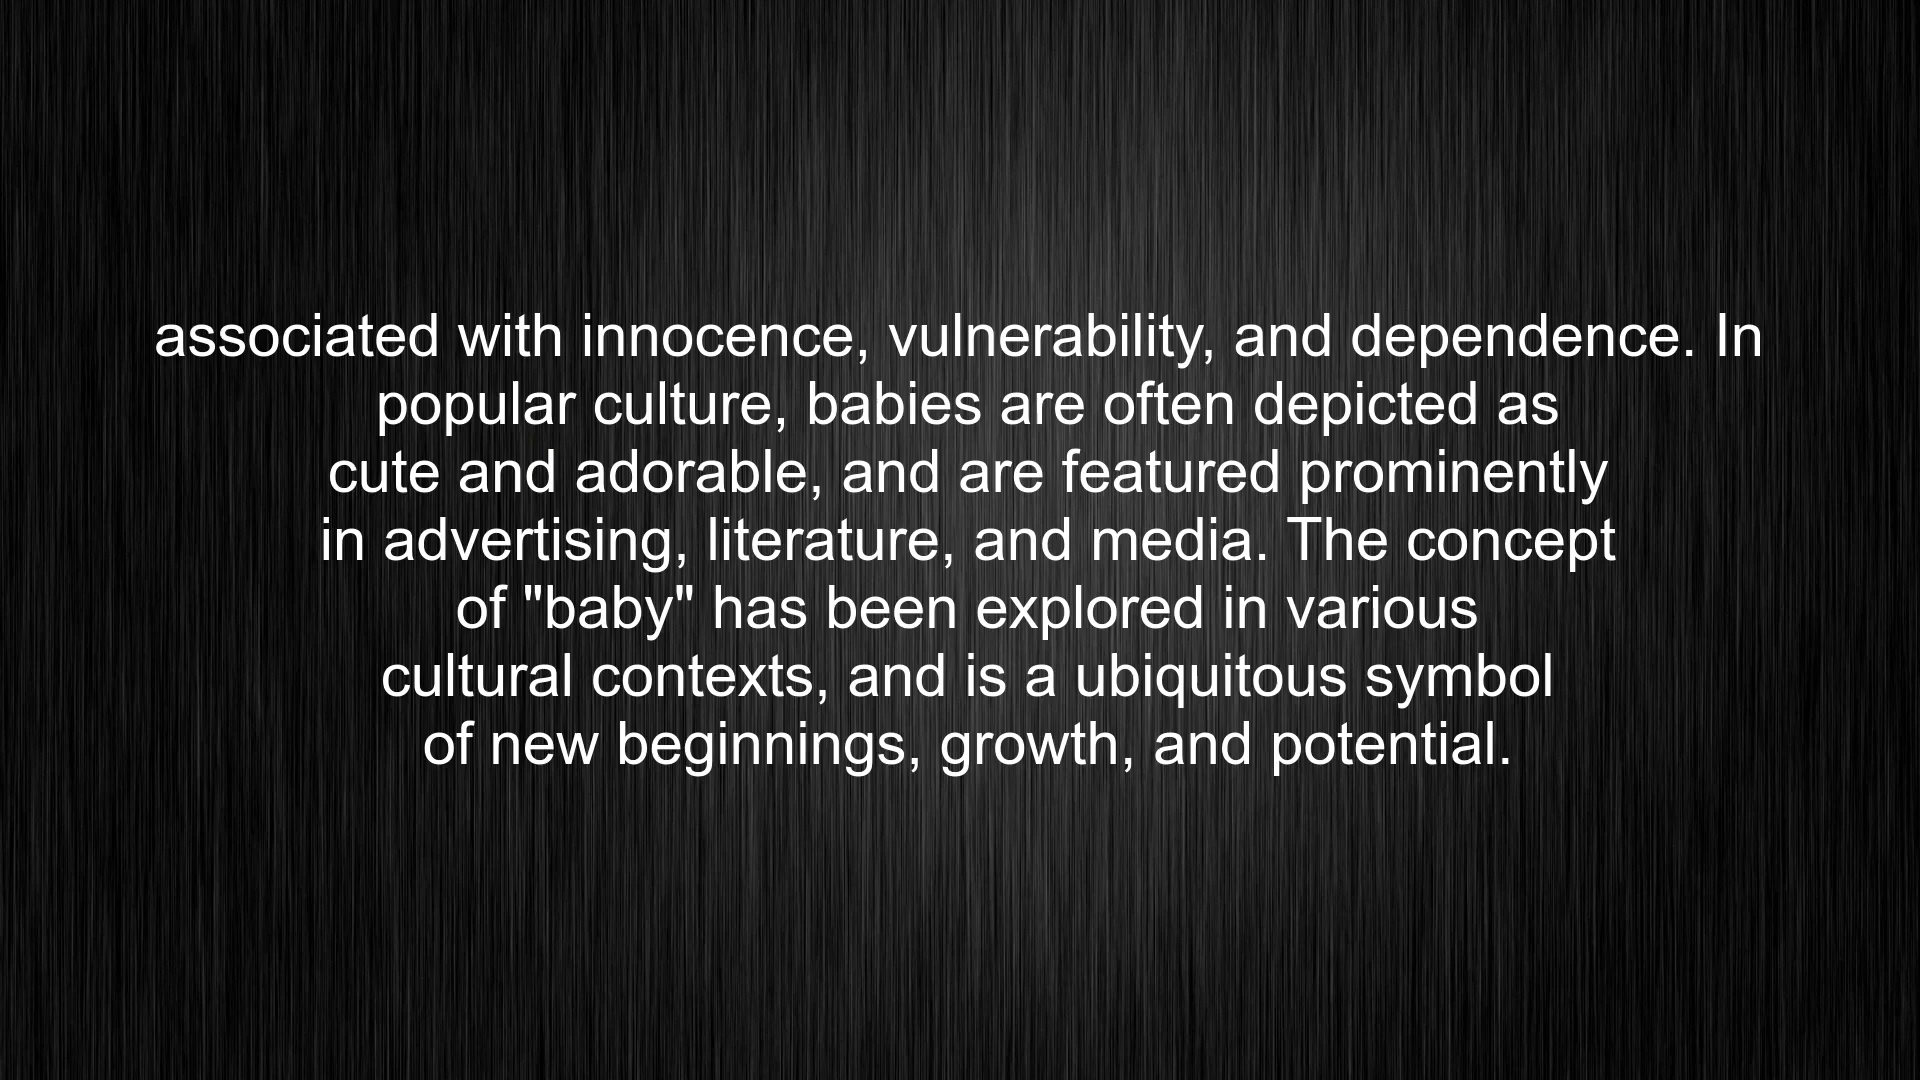 associated with innocence, vulnerability, and dependence. In
popular culture, babies are often depicted as
cute and adorable, and are featured prominently
in advertising, literature, and media. The concept
of "baby" has been explored in various
cultural contexts, and is a ubiquitous symbol
of new beginnings, growth, and potential.